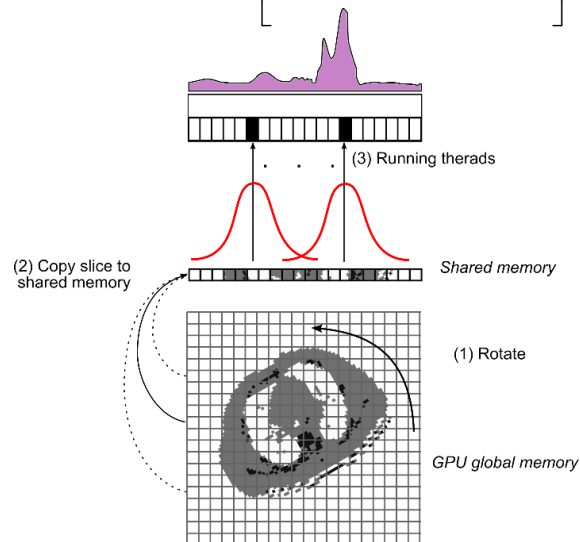 (3) Running therads
(2) Copy slice to
shared memory
Shared memory
(1) Rotate
GPU global memory